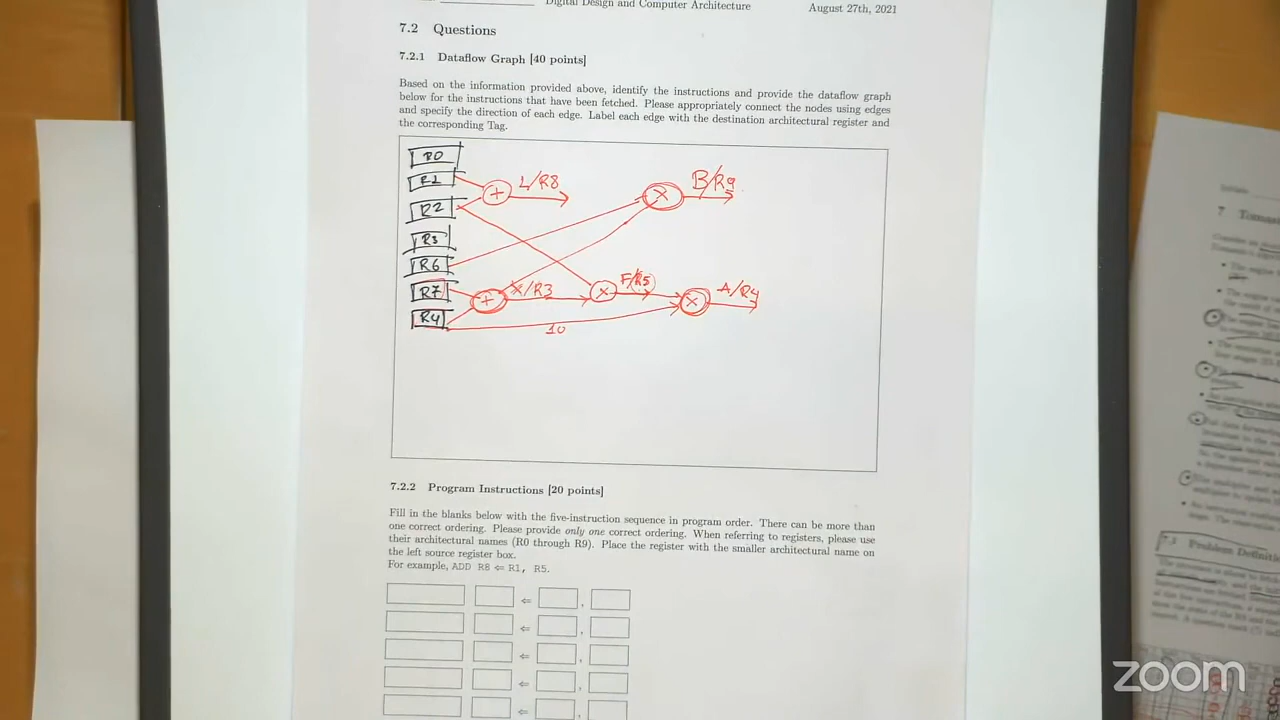 Digital Design and Computer Architecture
August 27th, 2021
7.2 Questions
7.2.1 Dataflow Graph [40 points]
Based on the information provided above, identify the instructions and provide the dataflow graph
below for the instructions that have been fetched. Please appropriately connect the nodes using edges
and specify the direction of each edge. Label each edge with the destination architectural register and
the corresponding Tag.
R0
R1
R2
R3
R6
R7
R4
+
L/R8
×
B/R9
+
/R3
×
F/R5
×
A/R4
10
7.2.2 Program Instructions [20 points]
Fill in the blanks below with the five-instruction sequence in program order. There can be more than
one correct ordering. Please provide only one correct ordering. When referring to registers, please use
their architectural names (R0 through R9). Place the register with the smaller architectural name on
the left source register box.
For example, ADD R8 ⇐ R1, R5.
⇐ ,
⇐ ,
⇐ ,
⇐ ,
⇐ ,
7
7.1 Problem
zoom